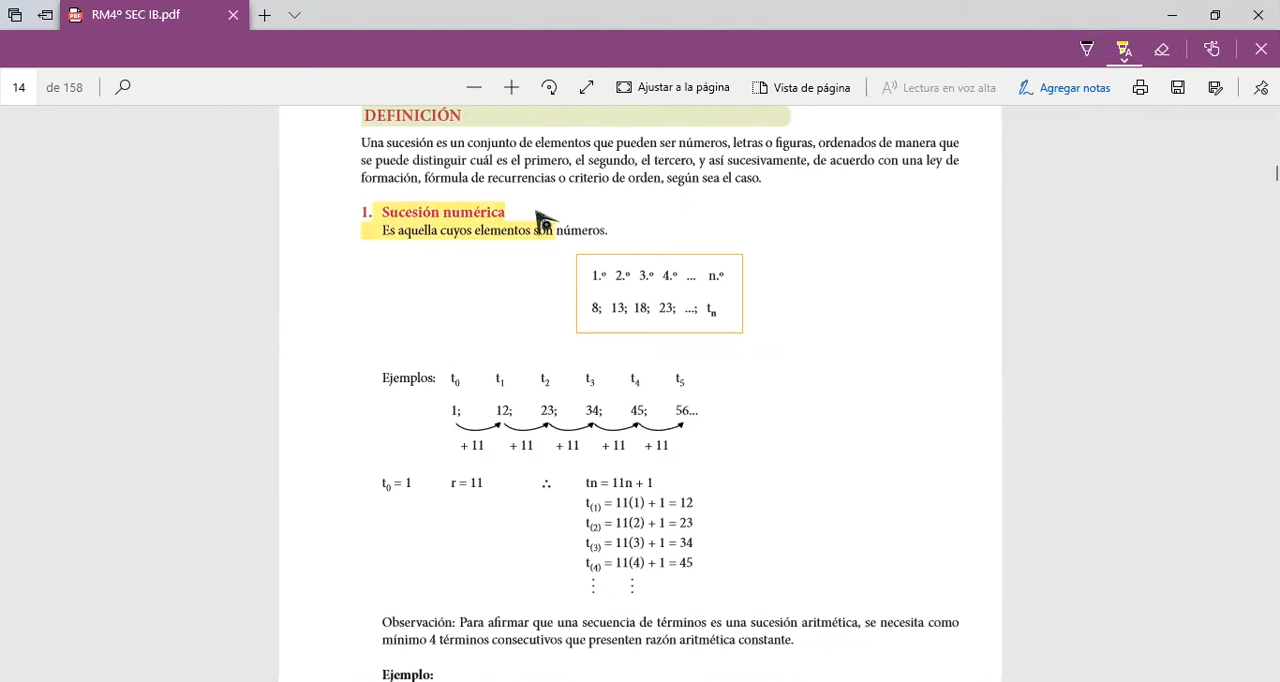 RM4º SEC IB.pdf
14 de 158
Ajustar a la página
Vista de página
Lectura en voz alta
Agregar notas
DEFINICIÓN
Una sucesión es un conjunto de elementos que pueden ser números, letras o figuras, ordenados de manera que
se puede distinguir cuál es el primero, el segundo, el tercero, y así sucesivamente, de acuerdo con una ley de
formación, fórmula de recurrencias o criterio de orden, según sea el caso.
1. Sucesión numérica
Es aquella cuyos elementos son números.
1.º 2.º 3.º 4.º ... n.º
8; 13; 18; 23; ...; tn
Ejemplos: t0 t1 t2 t3 t4 t5
1; 12; 23; 34; 45; 56...
+ 11 + 11 + 11 + 11 + 11
t0 = 1 r = 11 ∴ tn = 11n + 1
t(1) = 11(1) + 1 = 12
t(2) = 11(2) + 1 = 23
t(3) = 11(3) + 1 = 34
t(4) = 11(4) + 1 = 45
⋮ ⋮
Observación: Para afirmar que una secuencia de términos es una sucesión aritmética, se necesita como
mínimo 4 términos consecutivos que presenten razón aritmética constante.
Ejemplo: